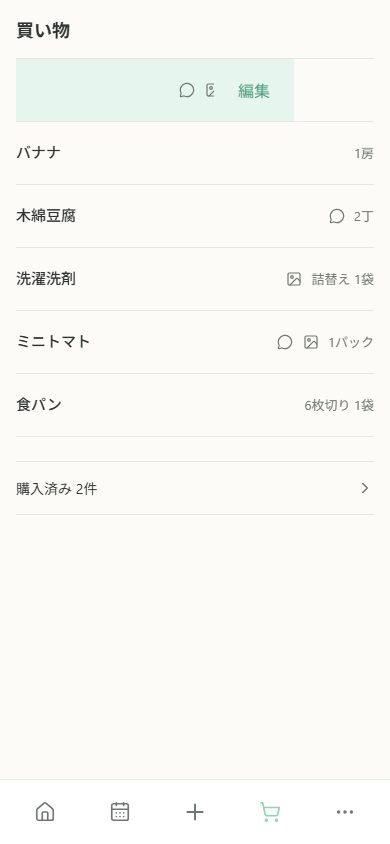 買い物
編集
バナナ 1房
木綿豆腐 2丁
洗濯洗剤 詰替え 1袋
ミニトマト 1パック
食パン 6枚切り 1袋
購入済み 2件